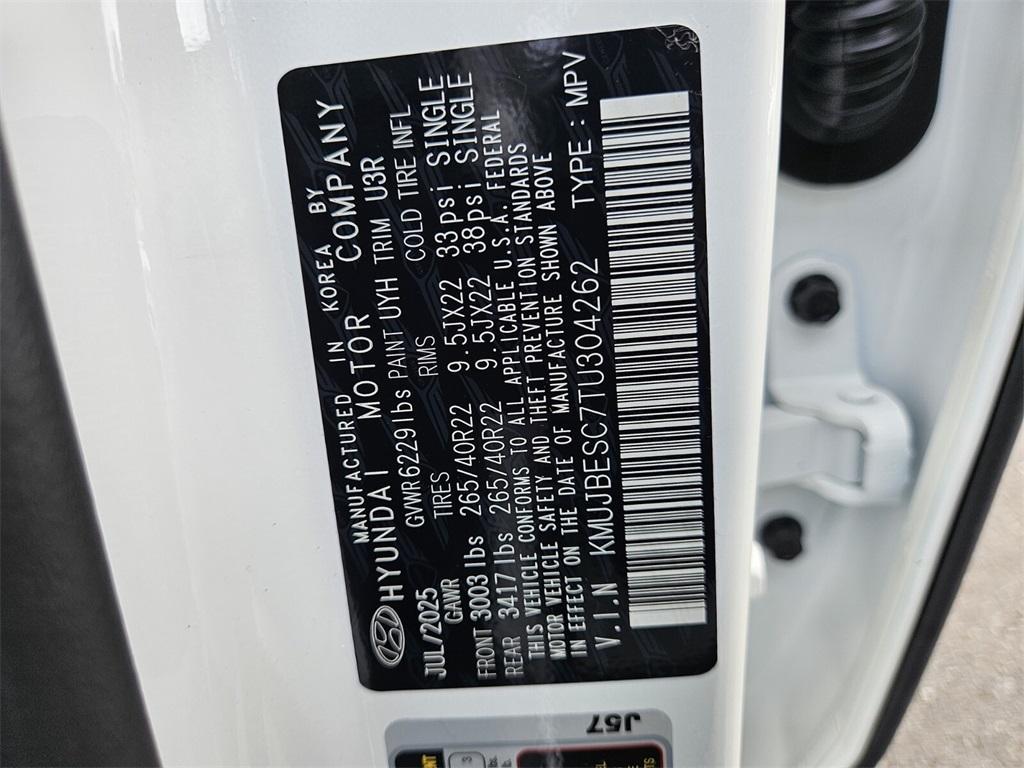 MANUFACTURED IN KOREA BY
HYUNDAI MOTOR COMPANY
JUL/2025 GVWR6229lbs PAINT UYH TRIM U3R
GAWR TIRES RIMS COLD TIRE INFL
FRONT 3003lbs 265/40R22 9.5JX22 33psi SINGLE
REAR 3417lbs 265/40R22 9.5JX22 38psi SINGLE
THIS VEHICLE CONFORMS TO ALL APPLICABLE U.S.A. FEDERAL
MOTOR VEHICLE SAFETY AND THEFT PREVENTION STANDARDS
IN EFFECT ON THE DATE OF MANUFACTURE SHOWN ABOVE
V.I.N KMUJBESC7TU304262 TYPE : MPV
J57